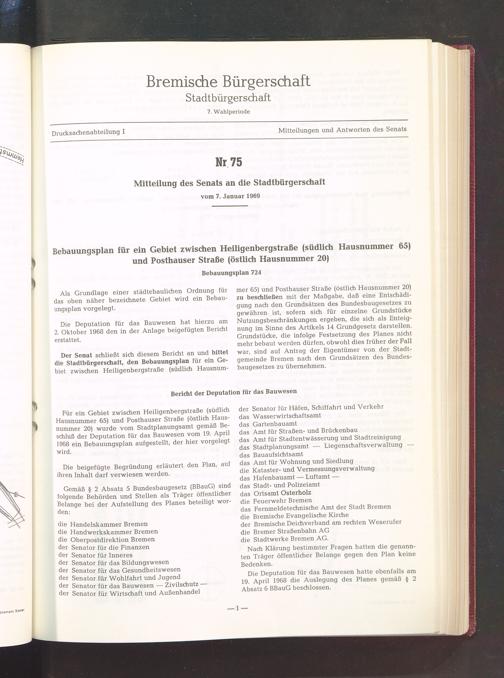 Bremische Bürgerschaft
Stadtbürgerschaft
7. Wahlperiode
Drucksachenabteilung I
Mitteilungen und Antworten des Senats
Nr 75
Mitteilung des Senats an die Stadtbürgerschaft
vom 7. Januar 1969
Bebauungsplan für ein Gebiet zwischen Heiligenbergstraße (südlich Hausnummer 65)
und Posthauser Straße (östlich Hausnummer 20)
Bebauungsplan 724
Als Grundlage einer städtebaulichen Ordnung für
das oben näher bezeichnete Gebiet wird ein Bebau-
ungsplan vorgelegt.
Die Deputation für das Bauwesen hat hierzu am
2. Oktober 1968 den in der Anlage beigefügten Bericht
erstattet.
Der Senat schließt sich diesem Bericht an und bittet
die Stadtbürgerschaft, den Bebauungsplan für ein Ge-
biet zwischen Heiligenbergstraße (südlich Hausnum-
mer 65) und Posthauser Straße (östlich Hausnummer 20)
zu beschließen mit der Maßgabe, daß eine Entschädi-
gung nach den Grundsätzen des Bundesbaugesetzes zu
gewähren ist, sofern sich für einzelne Grundstücke
Nutzungsbeschränkungen ergeben, die sich als Enteig-
nung im Sinne des Artikels 14 Grundgesetz darstellen.
Grundstücke, die infolge Festsetzung des Planes nicht
mehr bebaut werden dürfen, obwohl dies früher der Fall
war, sind auf Antrag der Eigentümer von der Stadt-
gemeinde Bremen nach den Grundsätzen des Bundes-
baugesetzes zu übernehmen.
Bericht der Deputation für das Bauwesen
Für ein Gebiet zwischen Heiligenbergstraße (südlich
Hausnummer 65) und Posthauser Straße (östlich Haus-
nummer 20) wurde vom Stadtplanungsamt gemäß Be-
schluß der Deputation für das Bauwesen vom 19. April
1968 ein Bebauungsplan aufgestellt, der hier vorgelegt
wird.
Die beigefügte Begründung erläutert den Plan, auf
ihren Inhalt darf verwiesen werden.
Gemäß § 2 Absatz 5 Bundesbaugesetz (BBauG) sind
folgende Behörden und Stellen als Träger öffentlicher
Belange bei der Aufstellung des Planes beteiligt wor-
den:
die Handelskammer Bremen
die Handwerkskammer Bremen
die Oberpostdirektion Bremen
der Senator für die Finanzen
der Senator für Inneres
der Senator für das Bildungswesen
der Senator für das Gesundheitswesen
der Senator für Wohlfahrt und Jugend
der Senator für das Bauwesen — Zivilschutz —
der Senator für Wirtschaft und Außenhandel
der Senator für Häfen, Schiffahrt und Verkehr
das Wasserwirtschaftsamt
das Gartenbauamt
das Amt für Straßen- und Brückenbau
das Amt für Stadtentwässerung und Stadtreinigung
das Stadtplanungsamt — Liegenschaftsverwaltung —
das Bauaufsichtsamt
das Amt für Wohnung und Siedlung
die Kataster- und Vermessungsverwaltung
das Hafenbauamt — Luftamt —
das Stadt- und Polizeiamt
das Ortsamt Osterholz
die Feuerwehr Bremen
das Fernmeldetechnische Amt der Stadt Bremen
die Bremische Evangelische Kirche
der Bremische Deichverband am rechten Weserufer
die Bremer Straßenbahn AG
die Stadtwerke Bremen AG.
Nach Klärung bestimmter Fragen hatten die genann-
ten Träger öffentlicher Belange gegen den Plan keine
Bedenken.
Die Deputation für das Bauwesen hatte ebenfalls am
19. April 1968 die Auslegung des Planes gemäß § 2
Absatz 6 BBauG beschlossen.
— 1 —